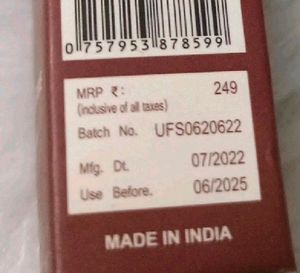 0 757953 878599
MRP ₹: 249
(inclusive of all taxes)
Batch No. UFS0620622
Mfg. Dt. 07/2022
Use Before. 06/2025
MADE IN INDIA